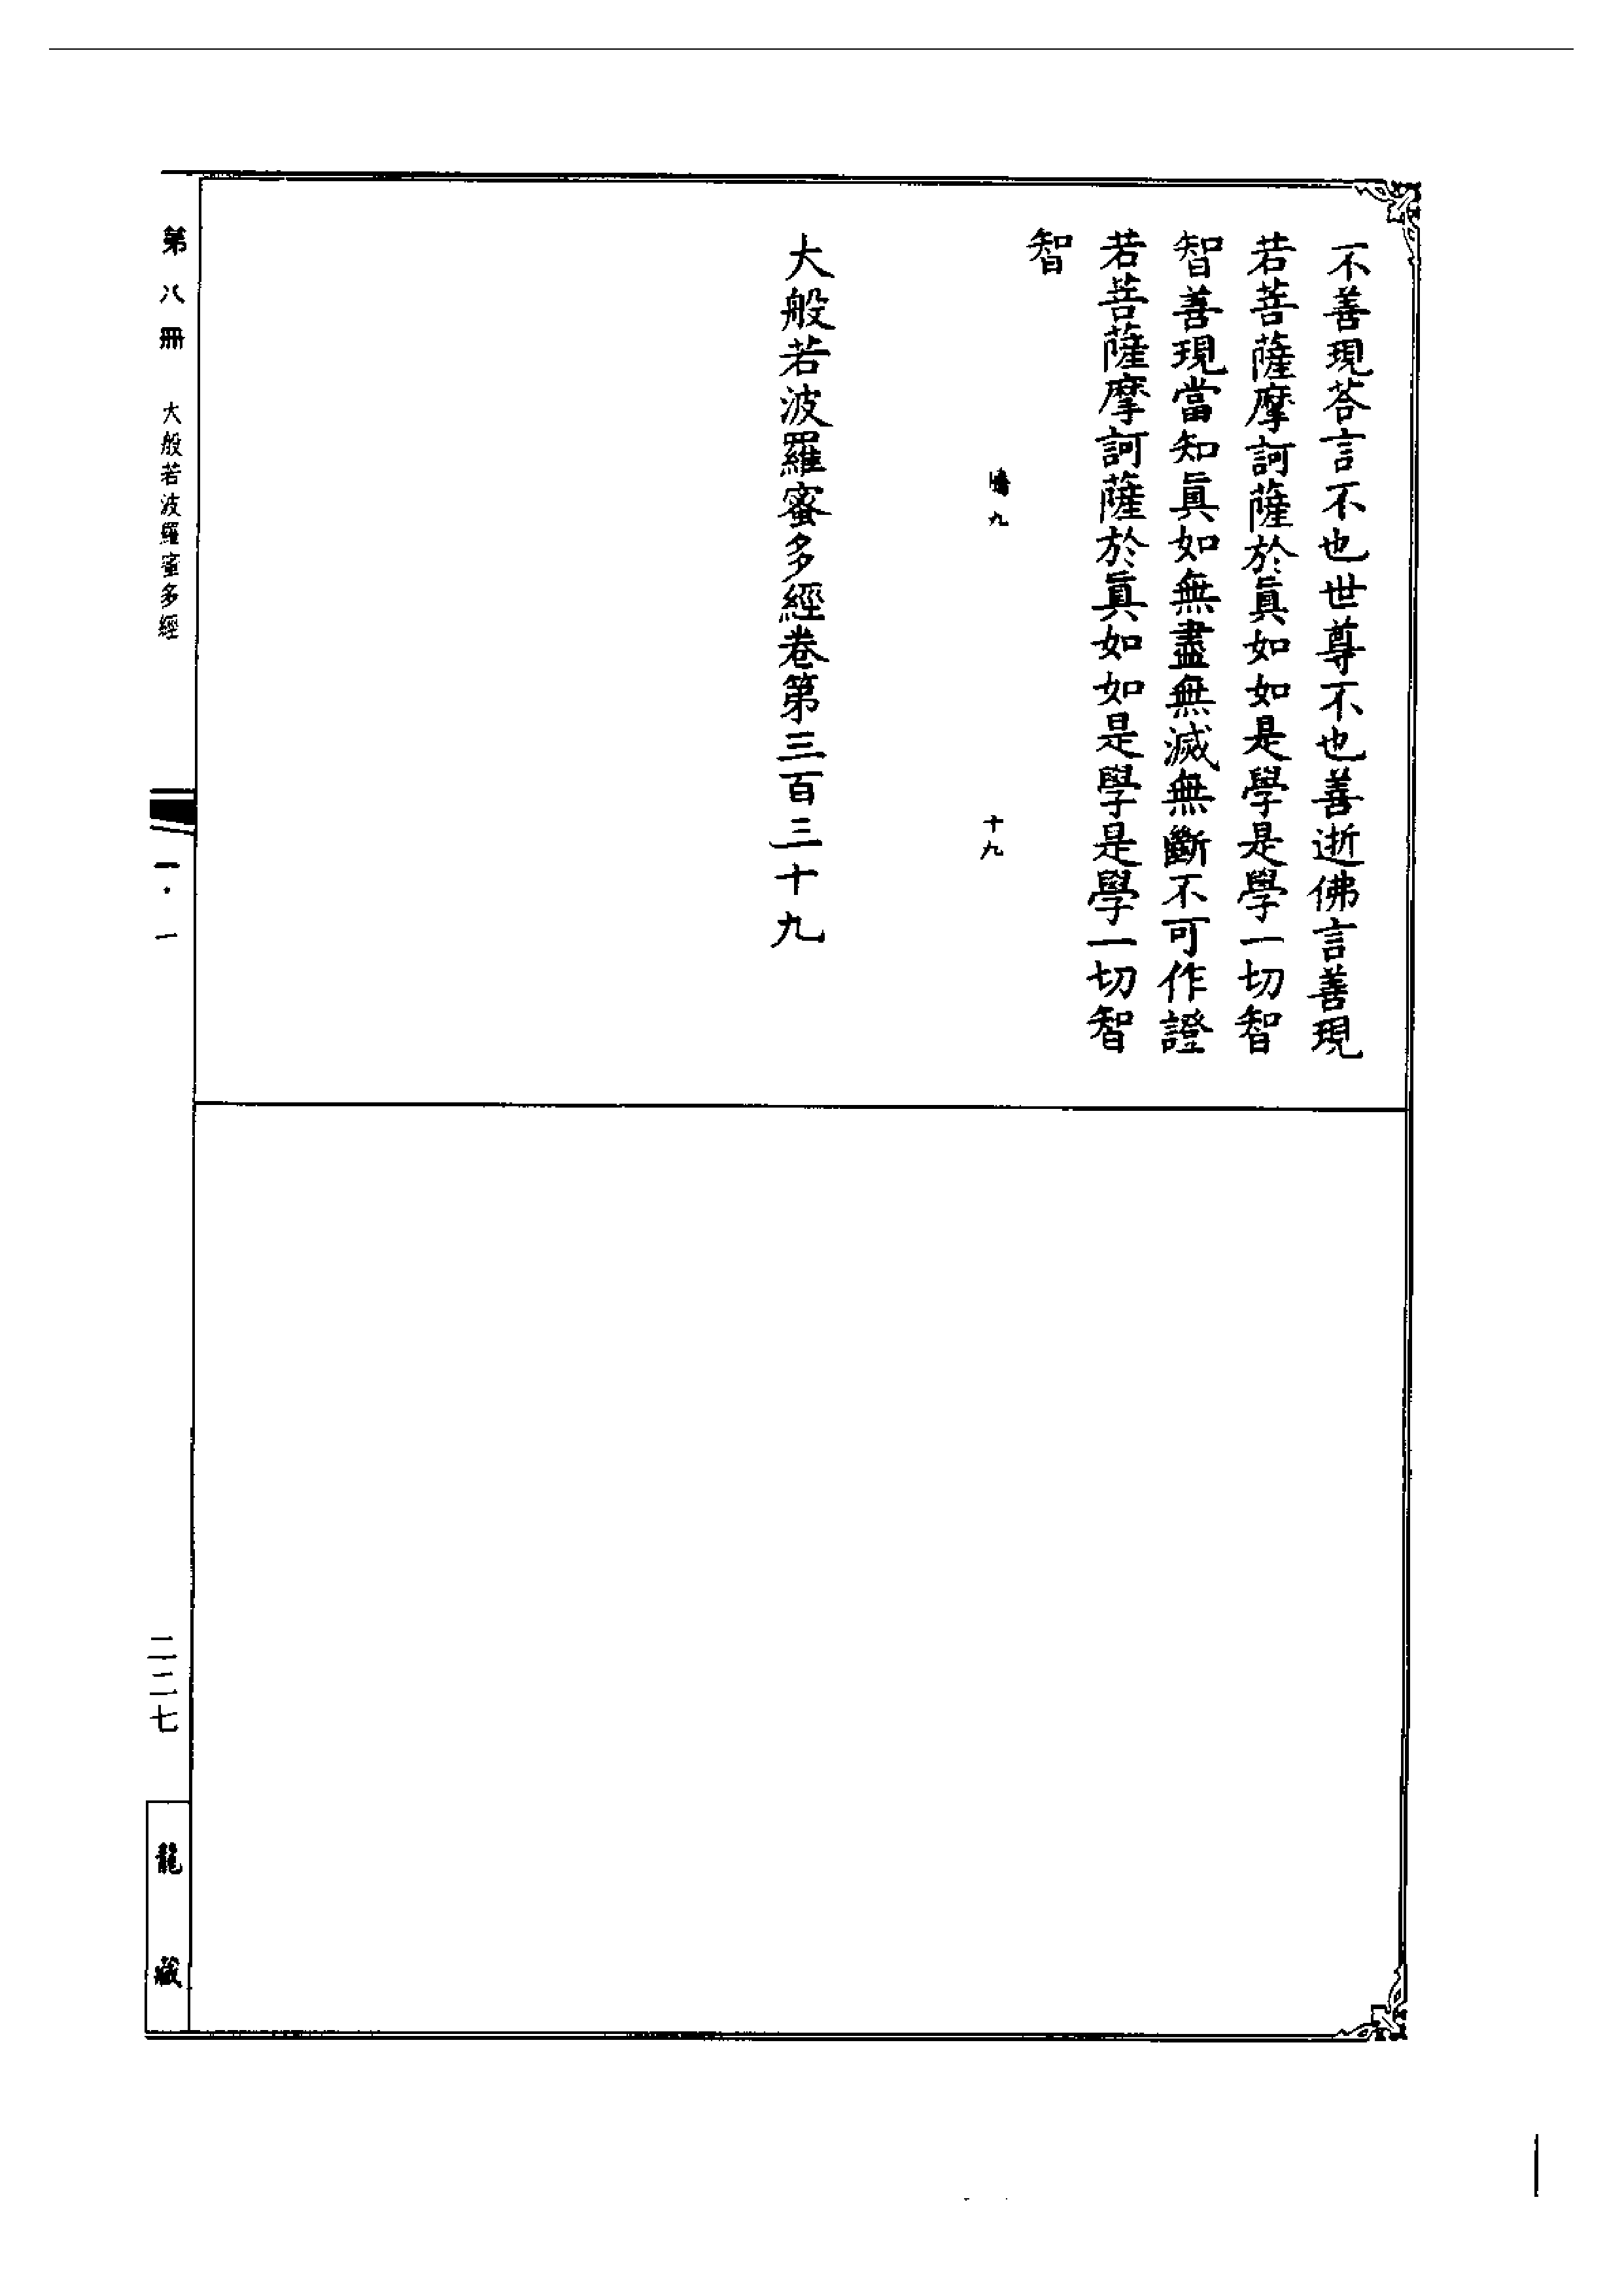 不善現荅言不也世尊不也善逝佛言善現
若菩薩摩訶薩於眞如如是學是學一切智
智善現當知眞如無盡無滅無斷不可作證
若菩薩摩訶薩於眞如如是學是學一切智
智
九
十九
大般若波羅蜜多經卷第三百三十九
第八冊 大般若波羅蜜多經
一·一
二二七
龍藏